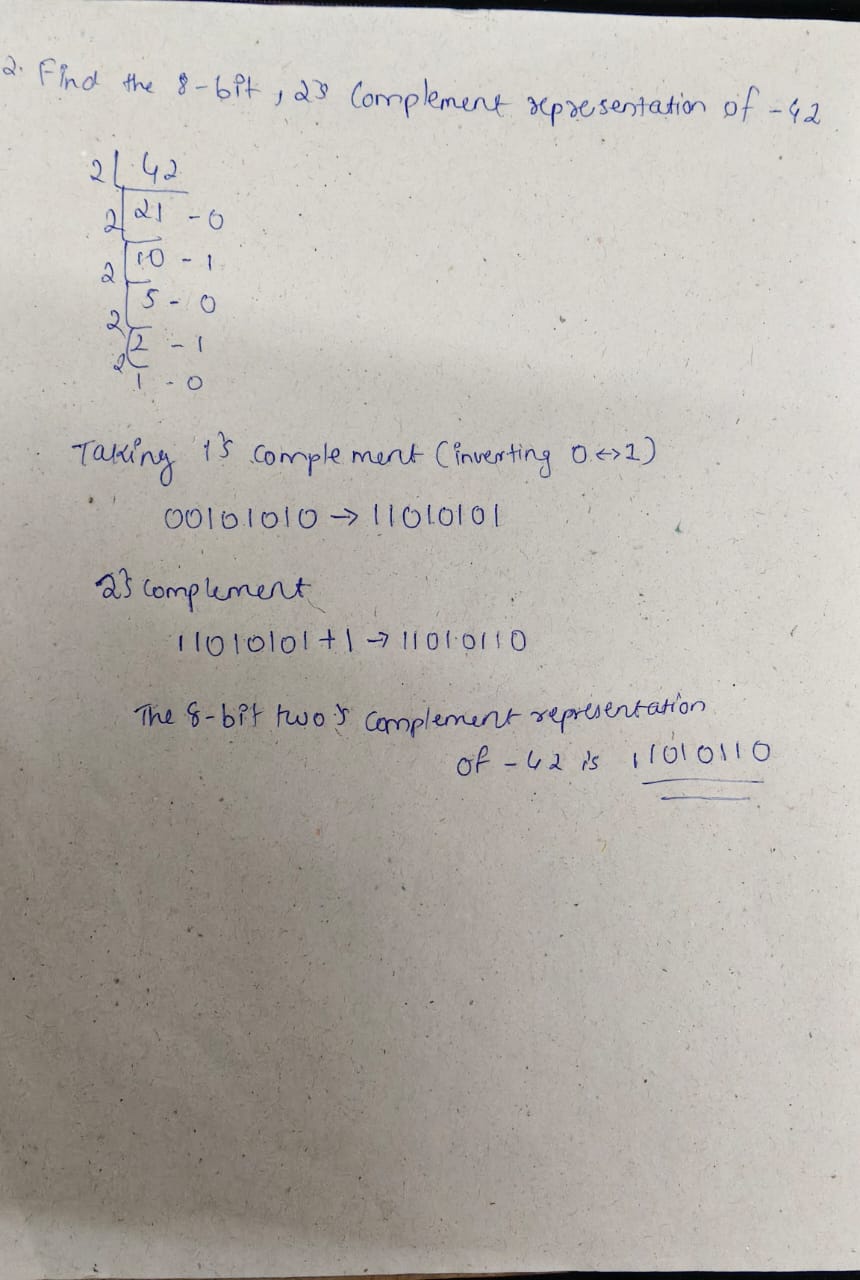 2. Find the 8-bit, 2's Complement representation of -42
2 42
2 21 - 0
2 10 - 1
2 5 - 0
2 2 - 1
1 - 0
Taking 1's complement (inverting 0↔1)
00101010 → 11010101
2's complement
11010101+1 → 11010110
The 8-bit two's complement representation
of -42 is 11010110